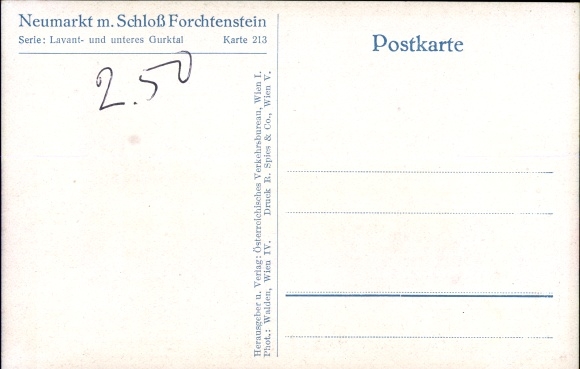 Neumarkt m. Schloß Forchtenstein
Serie: Lavant- und unteres Gurktal Karte 213
2.50
Postkarte
Herausgeber u. Verlag: Österreichisches Verkehrsbureau, Wien I.
Phot.: Walden, Wien IV. Druck R. Spies & Co., Wien V.